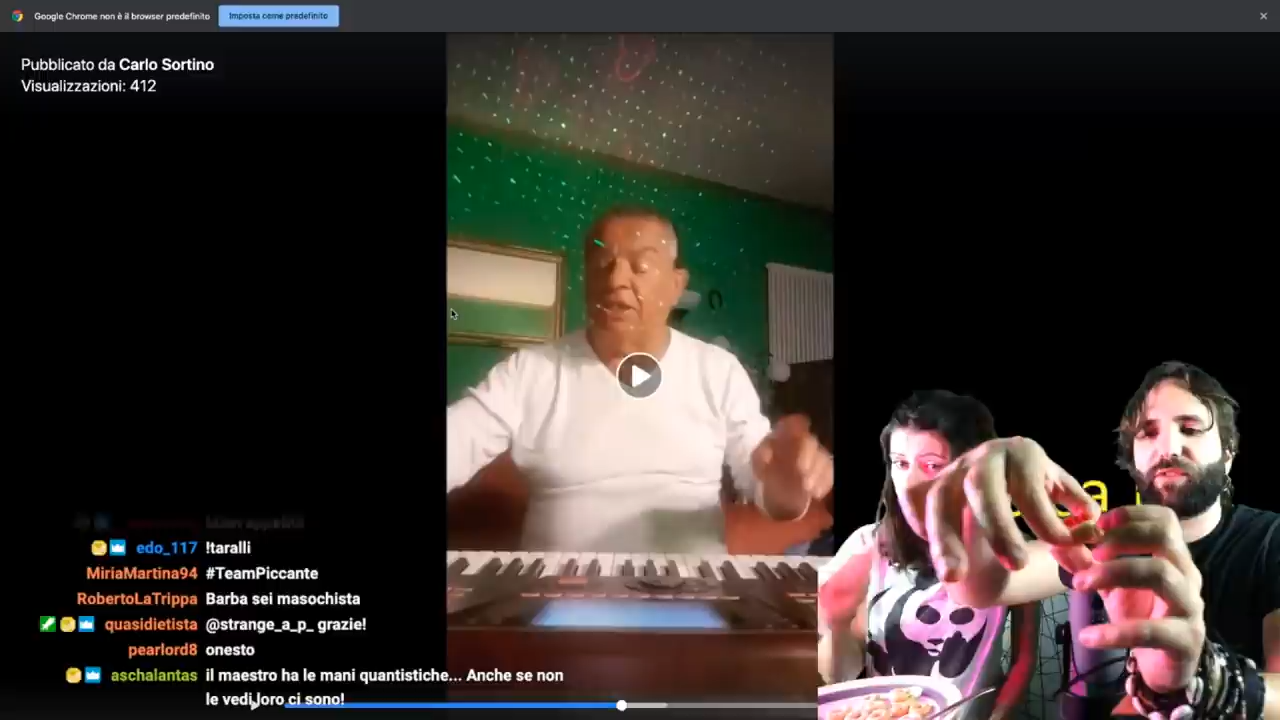 Google Chrome non è il browser predefinito
Imposta come predefinito
Pubblicato da Carlo Sortino
Visualizzazioni: 412
edo_117 !taralli
MiriaMartina94 #TeamPiccante
RobertoLaTrippa Barba sei masochista
quasidietista @strange_a_p_ grazie!
pearlord8 onesto
aschalantas il maestro ha le mani quantistiche... Anche se non
le vedi loro ci sono!